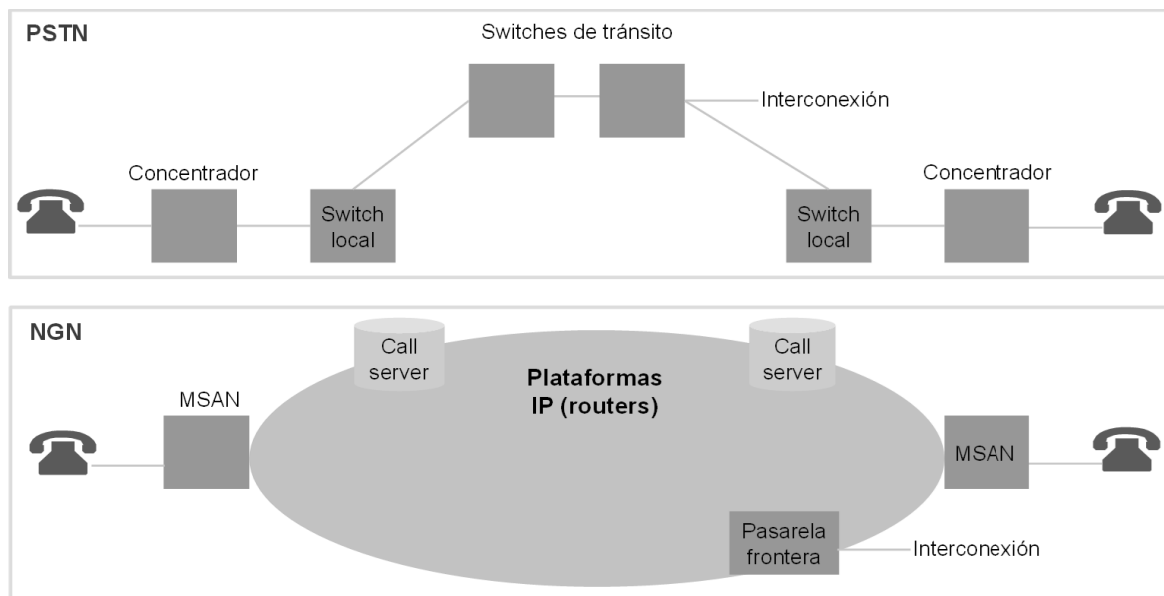 PSTN
Switches de tránsito
Interconexión
Concentrador
Concentrador
Switch
local
Switch
local
NGN
Call
server
Call
server
Plataformas
IP (routers)
MSAN
MSAN
Pasarela
frontera
Interconexión